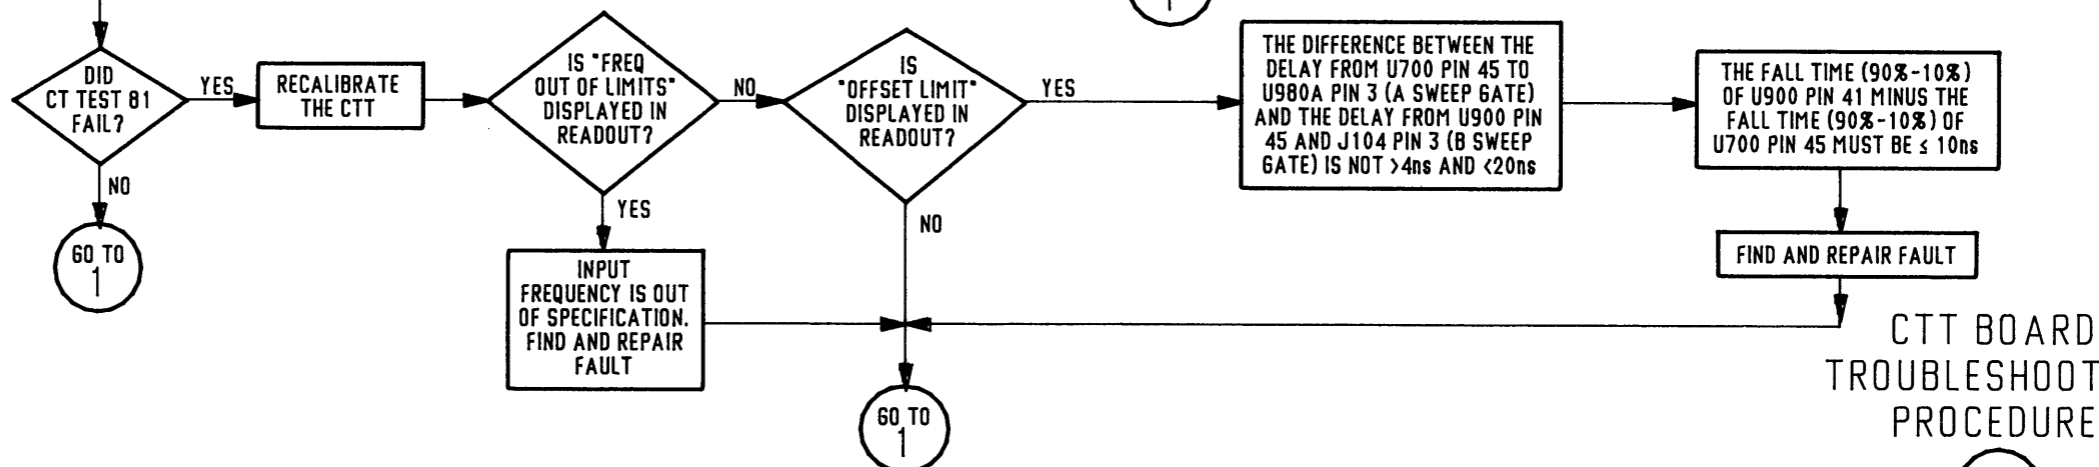 1
DID
CT TEST 81
FAIL?
YES
NO
GO TO
1
RECALIBRATE
THE CTT
IS "FREQ
OUT OF LIMITS"
DISPLAYED IN
READOUT?
NO
YES
INPUT
FREQUENCY IS OUT
OF SPECIFICATION.
FIND AND REPAIR
FAULT
IS
"OFFSET LIMIT"
DISPLAYED IN
READOUT?
YES
NO
GO TO
1
THE DIFFERENCE BETWEEN THE
DELAY FROM U700 PIN 45 TO
U980A PIN 3 (A SWEEP GATE)
AND THE DELAY FROM U900 PIN
45 AND J104 PIN 3 (B SWEEP
GATE) IS NOT >4ns AND <20ns
THE FALL TIME (90%-10%)
OF U900 PIN 41 MINUS THE
FALL TIME (90%-10%) OF
U700 PIN 45 MUST BE ≤ 10ns
FIND AND REPAIR FAULT
CTT BOARD
TROUBLESHOOT
PROCEDURE